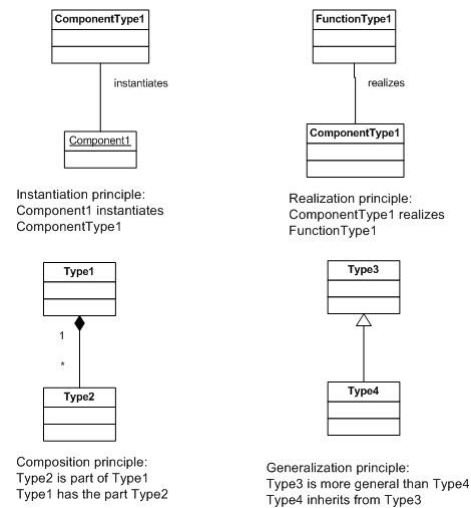 ComponentType1
instantiates
Component1
Instantiation principle:
Component1 instantiates
ComponentType1
FunctionType1
realizes
ComponentType1
Realization principle:
ComponentType1 realizes
FunctionType1
Type1
1
*
Type2
Composition principle:
Type2 is part of Type1
Type1 has the part Type2
Type3
Type4
Generalization principle:
Type3 is more general than Type4
Type4 inherits from Type3